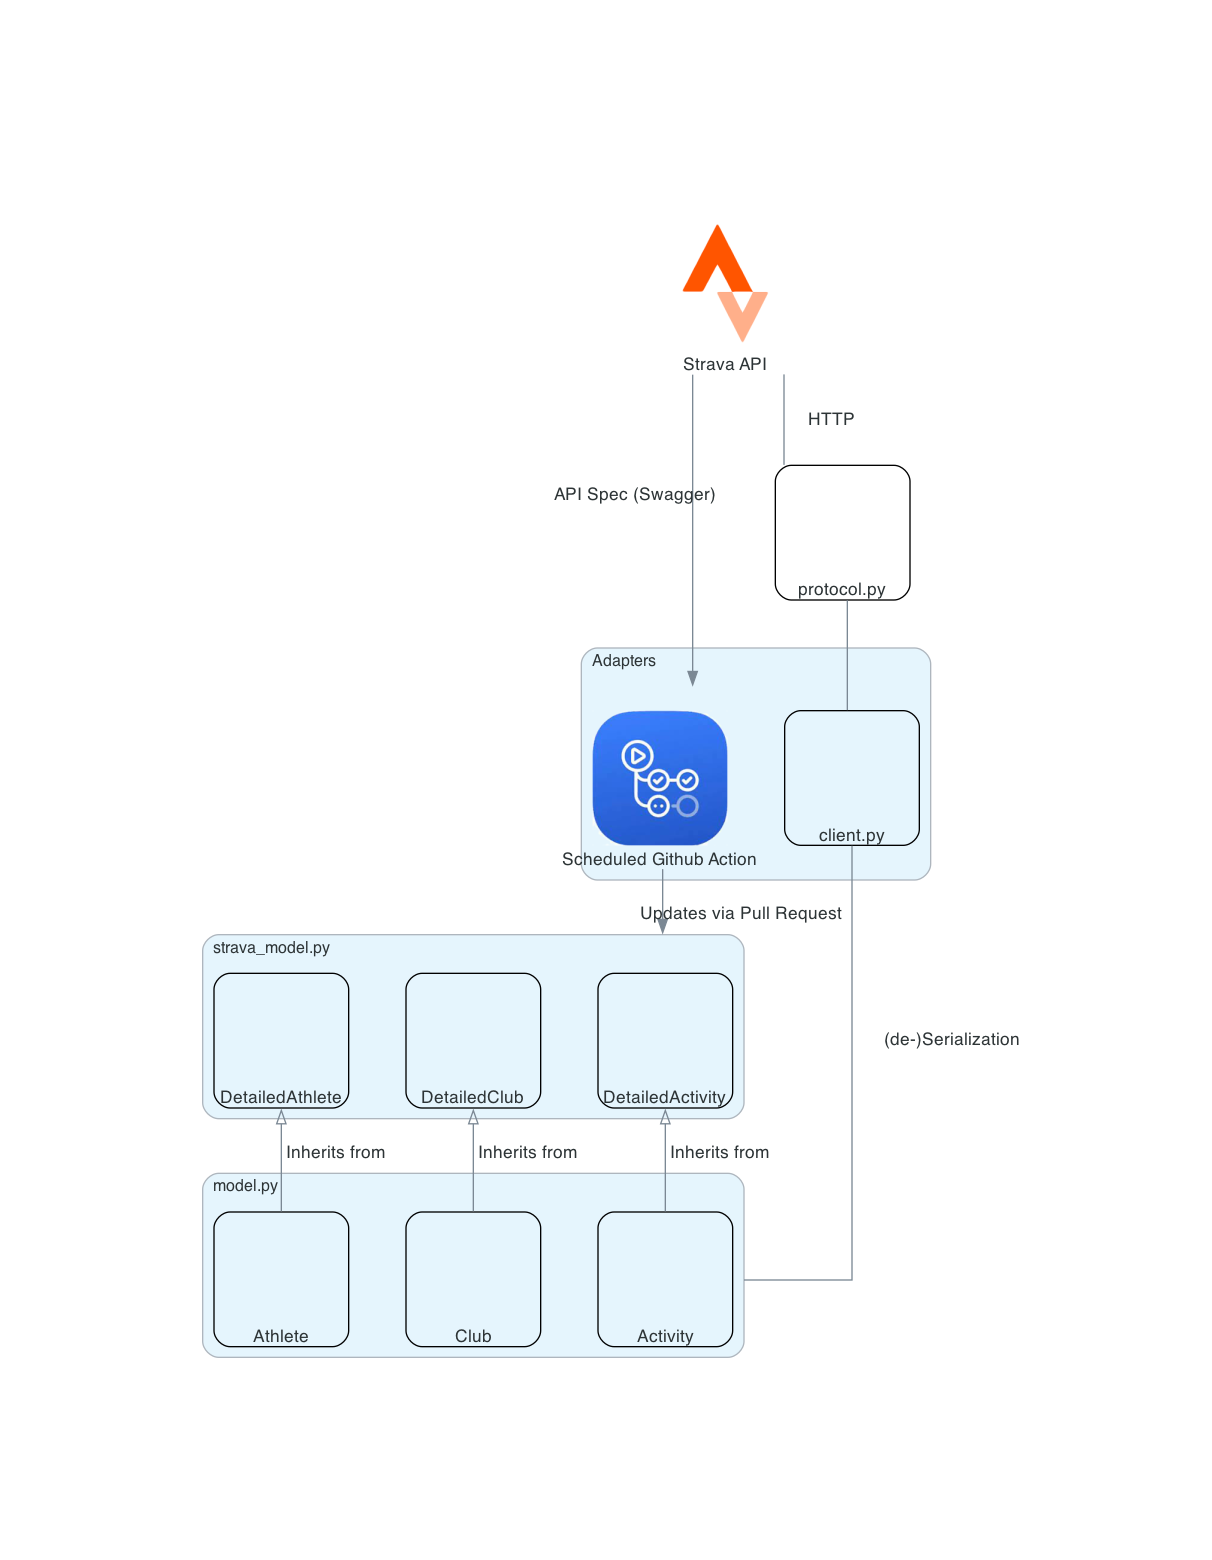 Strava API
HTTP
API Spec (Swagger)
protocol.py
Adapters
client.py
Scheduled Github Action
Updates via Pull Request
strava_model.py
(de-)Serialization
DetailedAthlete
DetailedClub
DetailedActivity
Inherits from
Inherits from
Inherits from
model.py
Athlete
Club
Activity